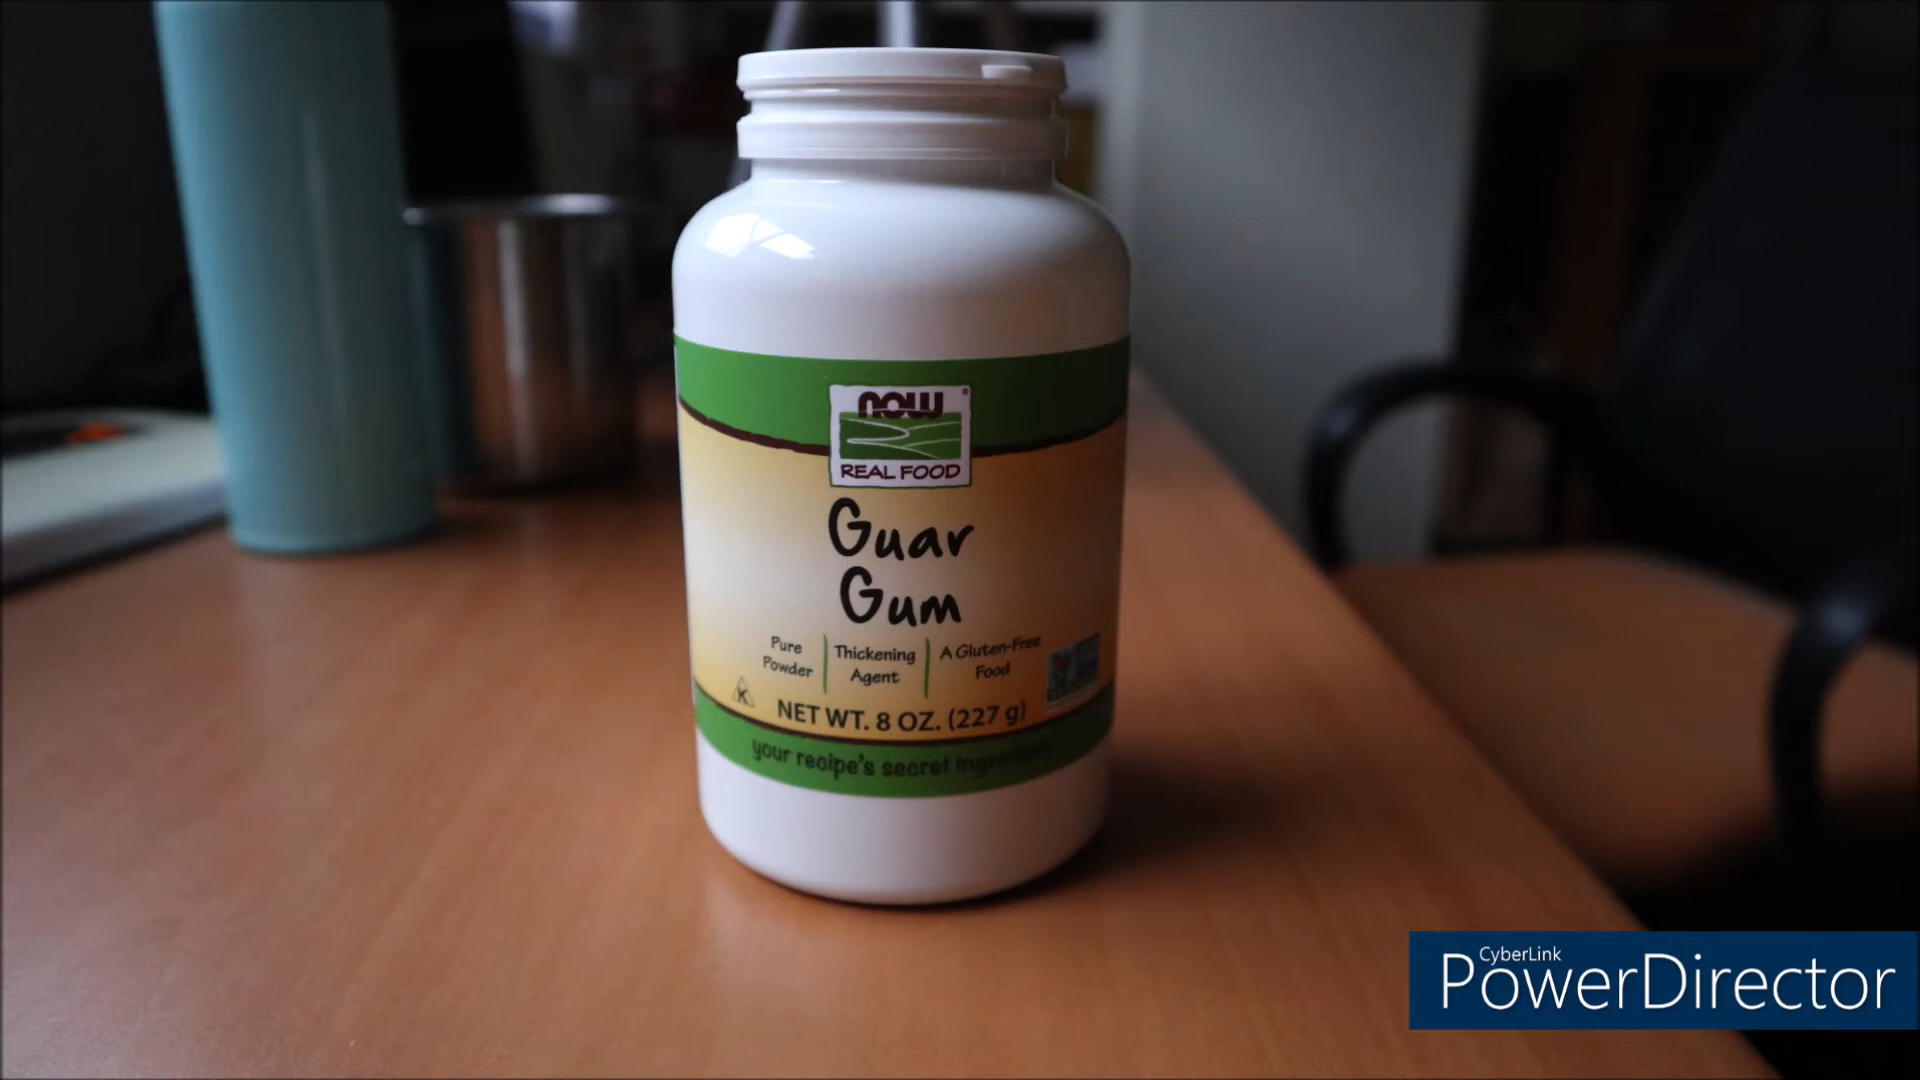 now
REAL FOOD
Guar
Gum
Pure
Powder
Thickening
Agent
A Gluten-Free
Food
K
NET WT. 8 OZ. (227 g)
your recipe's secret
CyberLink
PowerDirector